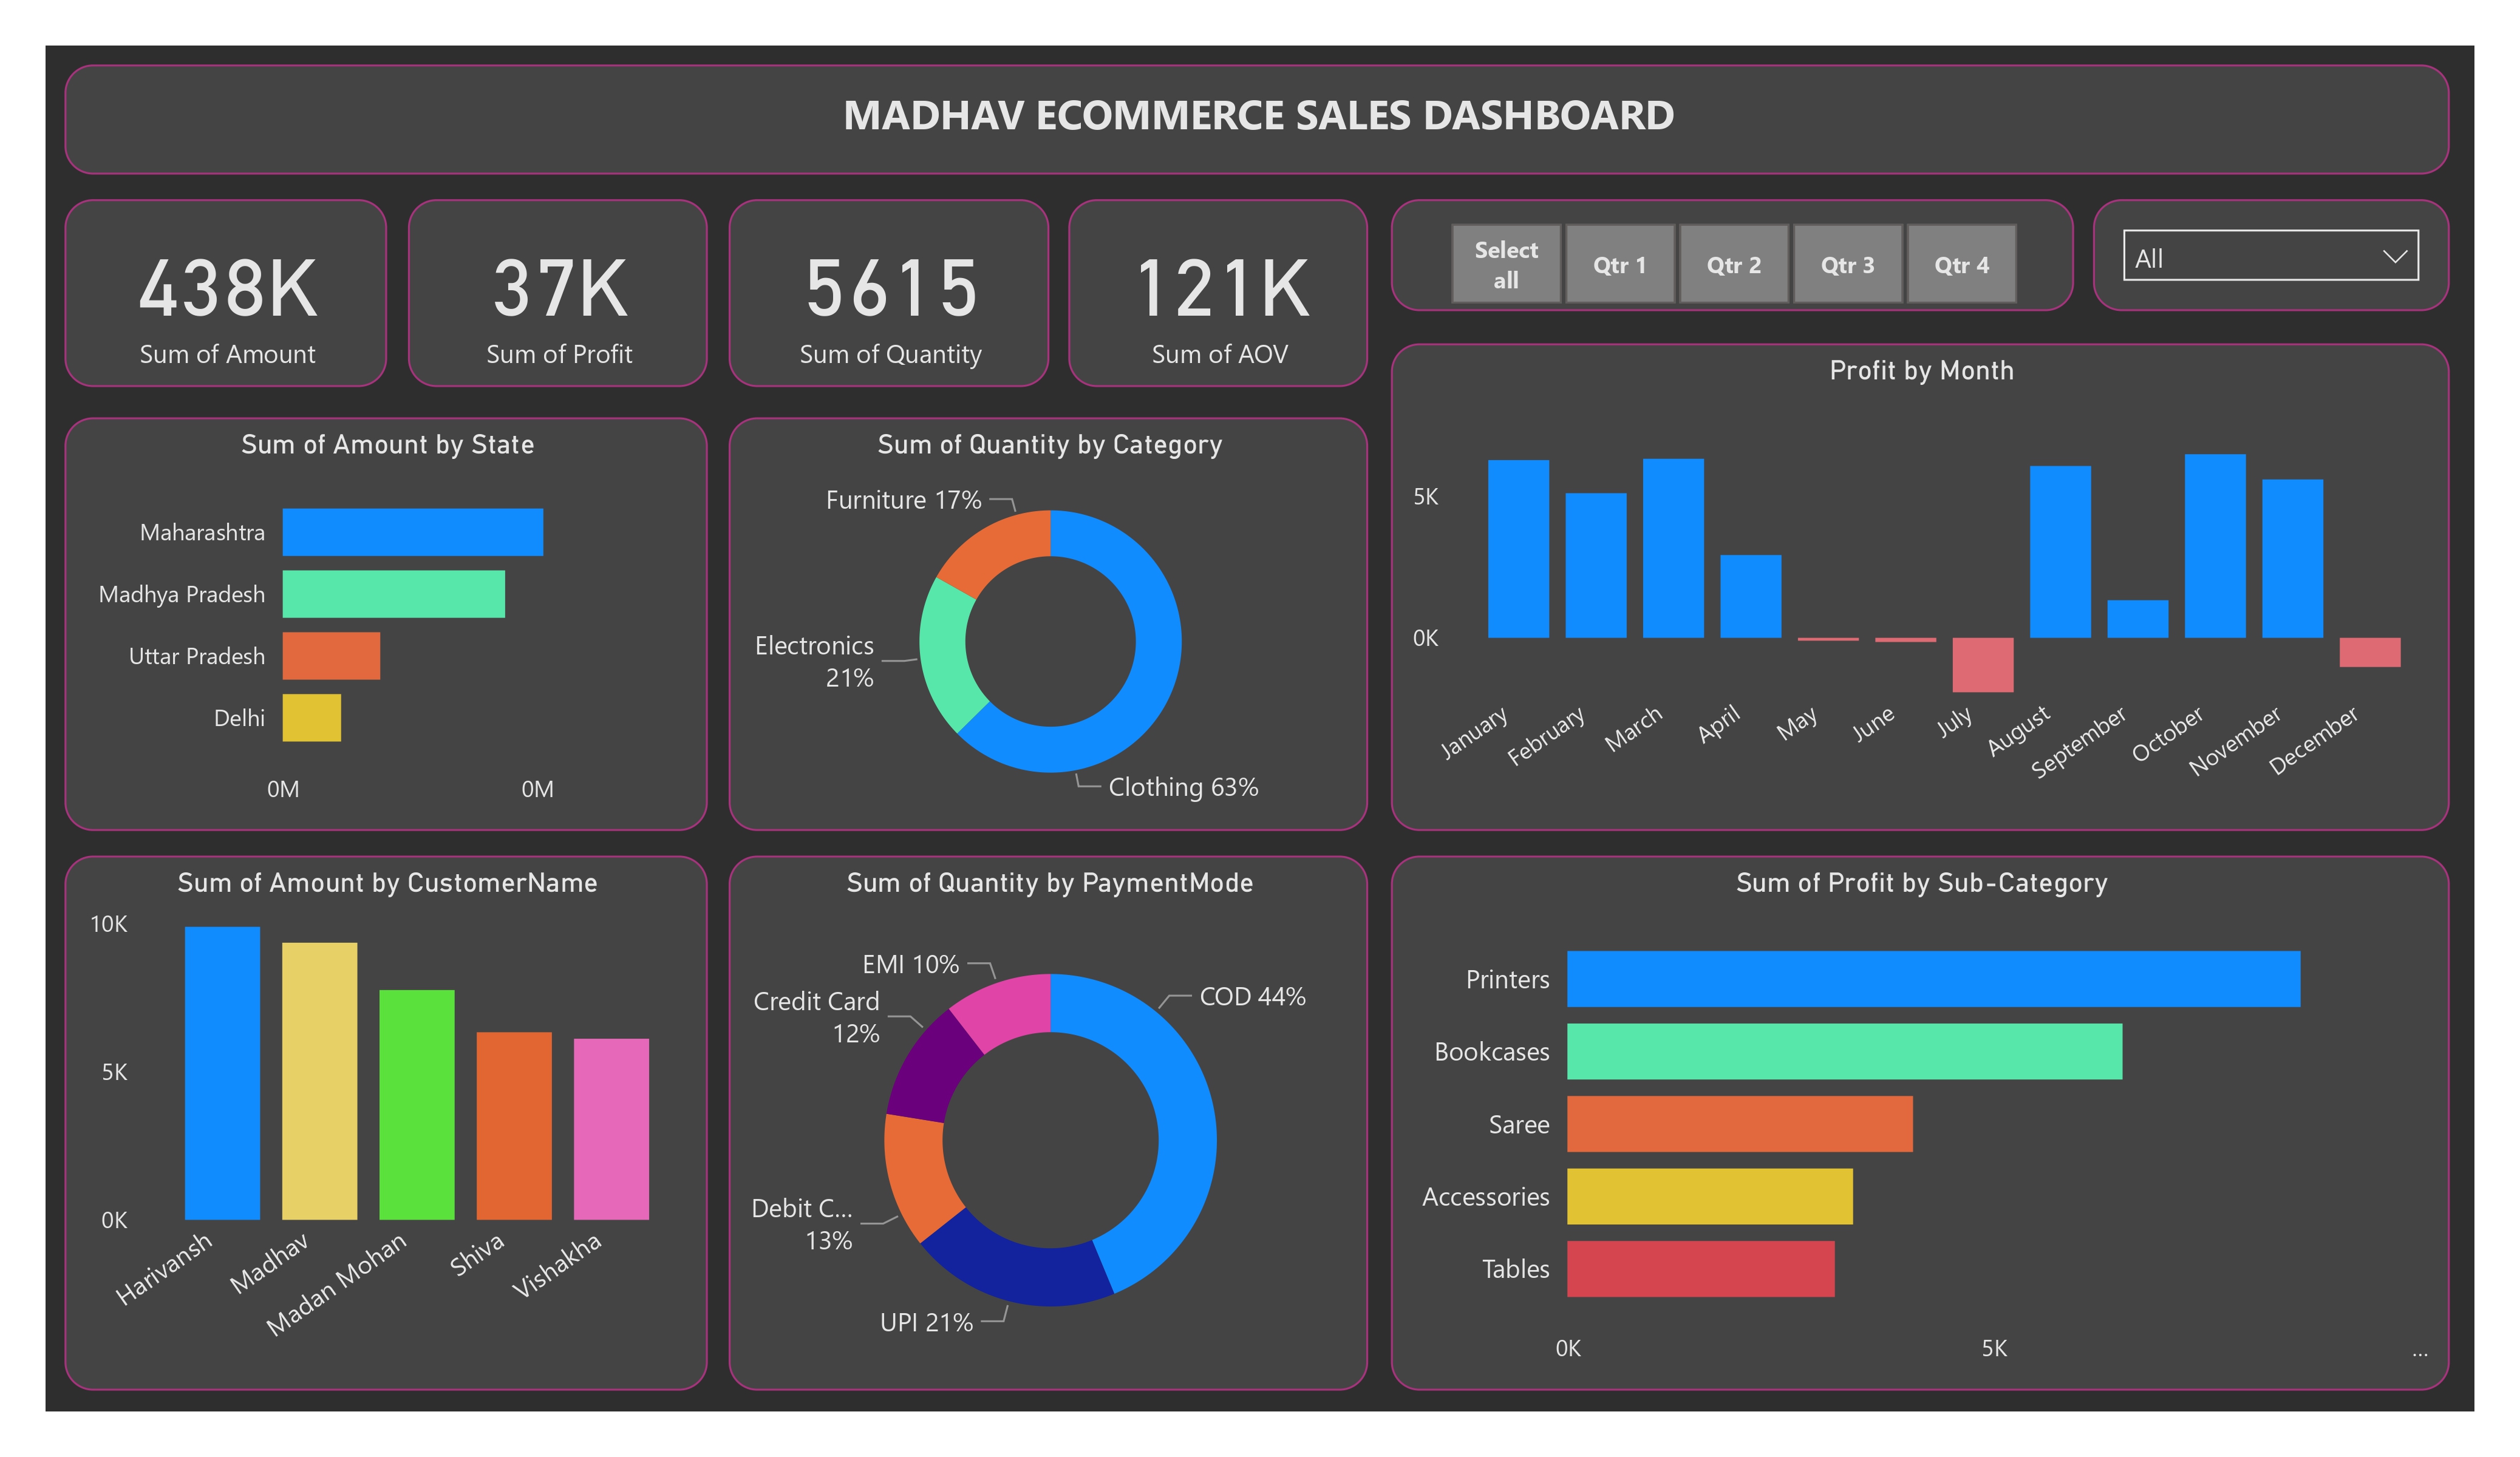 MADHAV ECOMMERCE SALES DASHBOARD
438K
Sum of Amount
37K
Sum of Profit
5615
Sum of Quantity
121K
Sum of AOV
Select
all
Qtr 1
Qtr 2
Qtr 3
Qtr 4
All
Sum of Amount by State
Maharashtra
Madhya Pradesh
Uttar Pradesh
Delhi
0M
0M
Sum of Quantity by Category
Furniture 17%
Electronics
21%
Clothing 63%
Profit by Month
5K
0K
January
February
March
April
May
June
July
August
September
October
November
December
Sum of Amount by CustomerName
10K
5K
0K
Harivansh
Madhav
Madan Mohan
Shiva
Vishakha
Sum of Quantity by PaymentMode
EMI 10%
COD 44%
Credit Card
12%
Debit C...
13%
UPI 21%
Sum of Profit by Sub-Category
Printers
Bookcases
Saree
Accessories
Tables
0K
5K
...